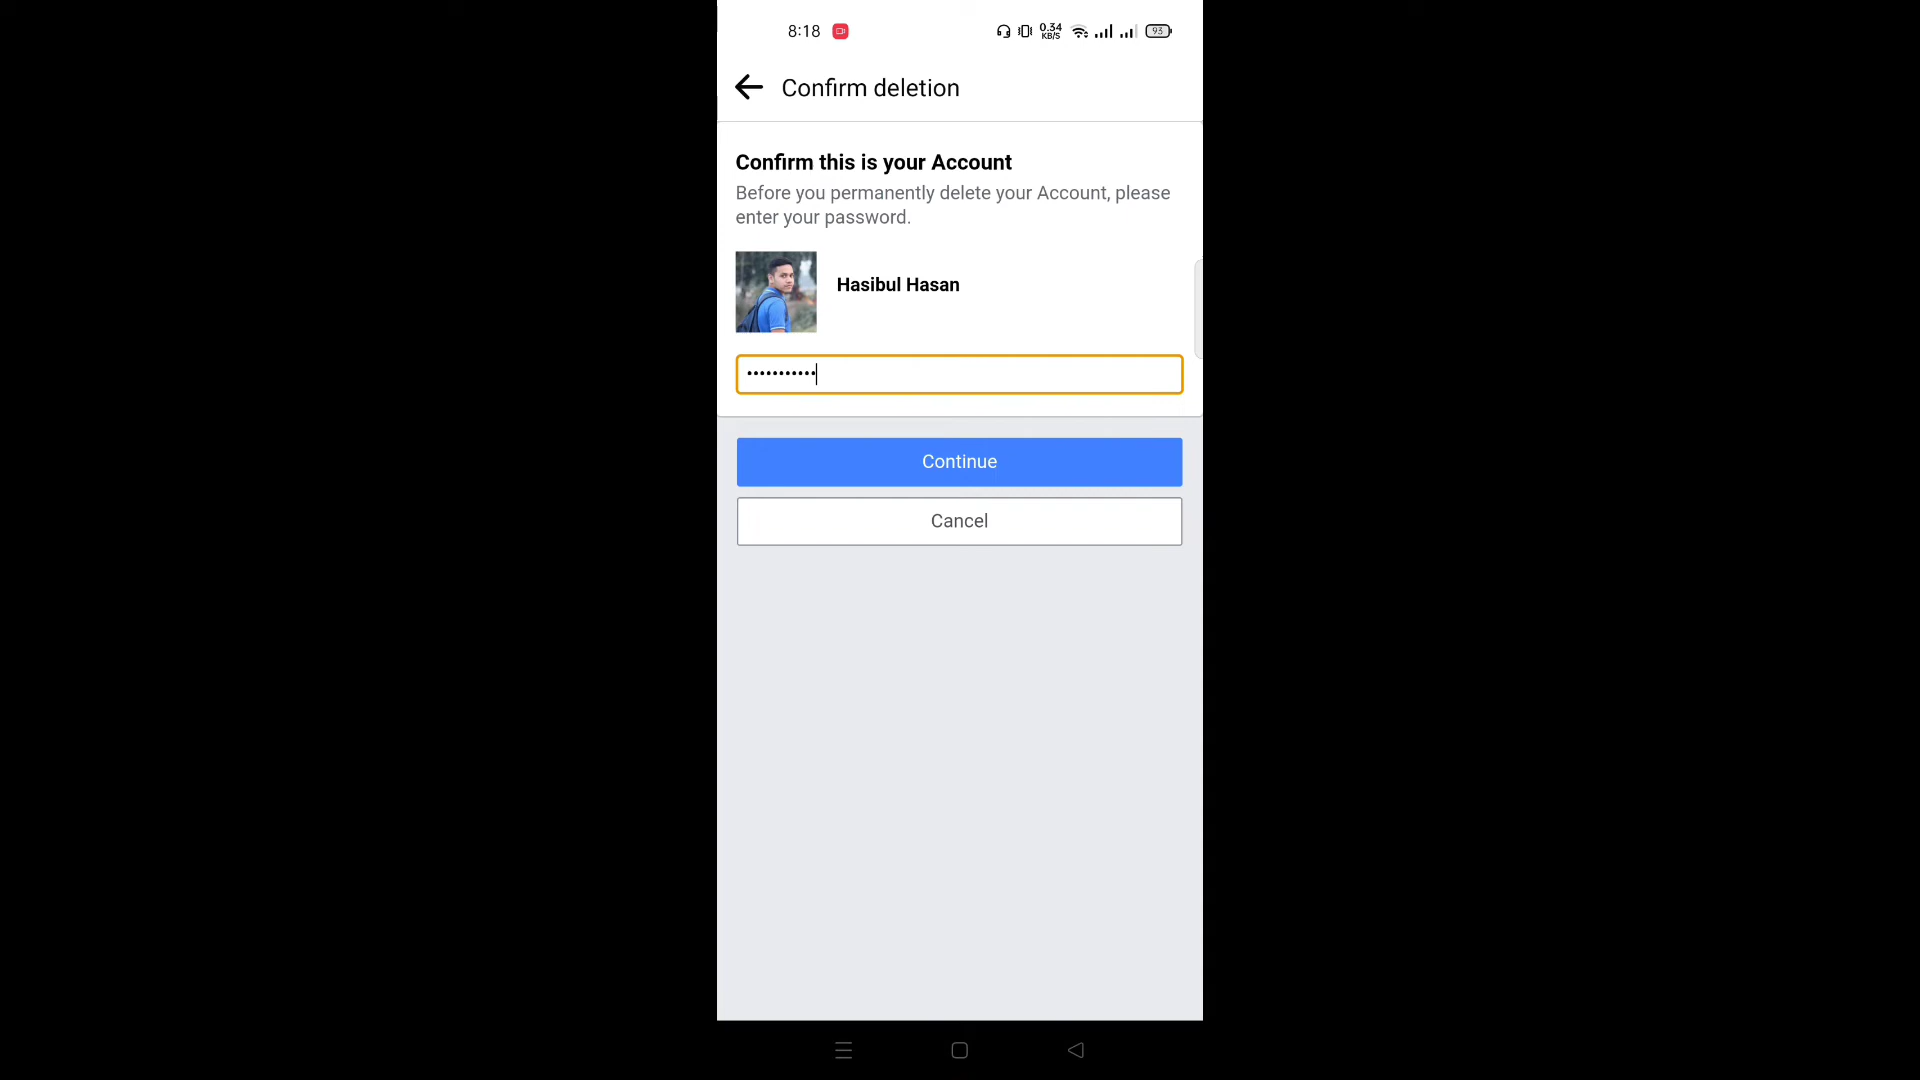 8:18
0.34
KB/S
93
Confirm deletion
Confirm this is your Account
Before you permanently delete your Account, please
enter your password.
Hasibul Hasan
•••••••••••
Continue
Cancel